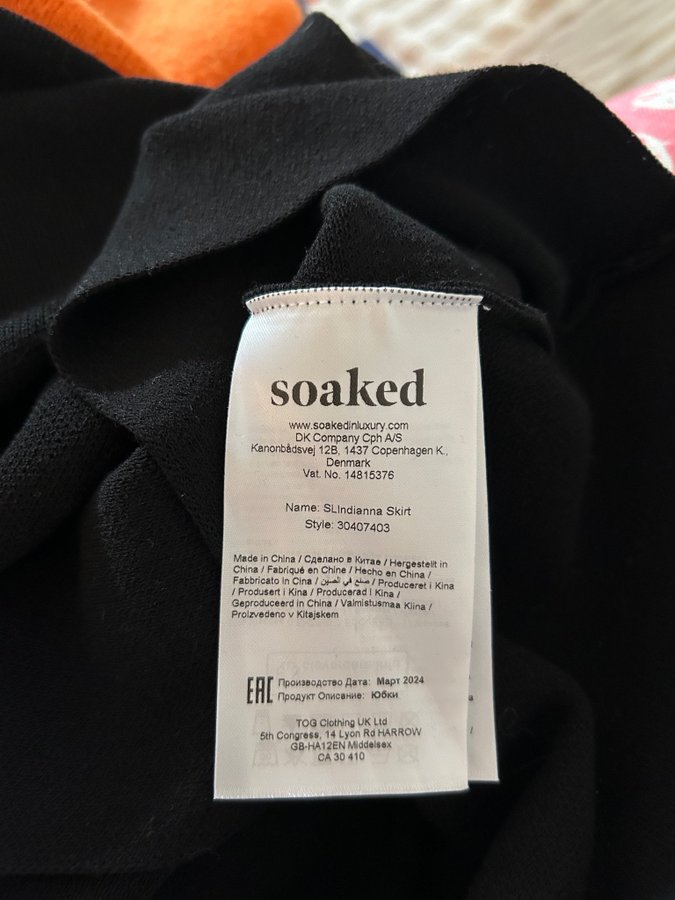 soaked
www.soakedinluxury.com
DK Company Cph A/S
Kanonbådsvej 12B, 1437 Copenhagen K.,
Denmark
Vat. No. 14815376
Name: SLIndianna Skirt
Style: 30407403
Made in China / Сделано в Китае / Hergestellt in
China / Fabriqué en Chine / Hecho en China /
Fabbricato in Cina / صنع في الصين / Produceret i Kina
/ Produsert i Kina / Producerad i Kina /
Geproduceerd in China / Valmistusmaa Kiina /
Proizvedeno v Kitajskem
EAC Производство Дата: Март 2024
Продукт Описание: Юбки
TOG Clothing UK Ltd
5th Congress, 14 Lyon Rd HARROW
GB-HA12EN Middelsex
CA 30 410